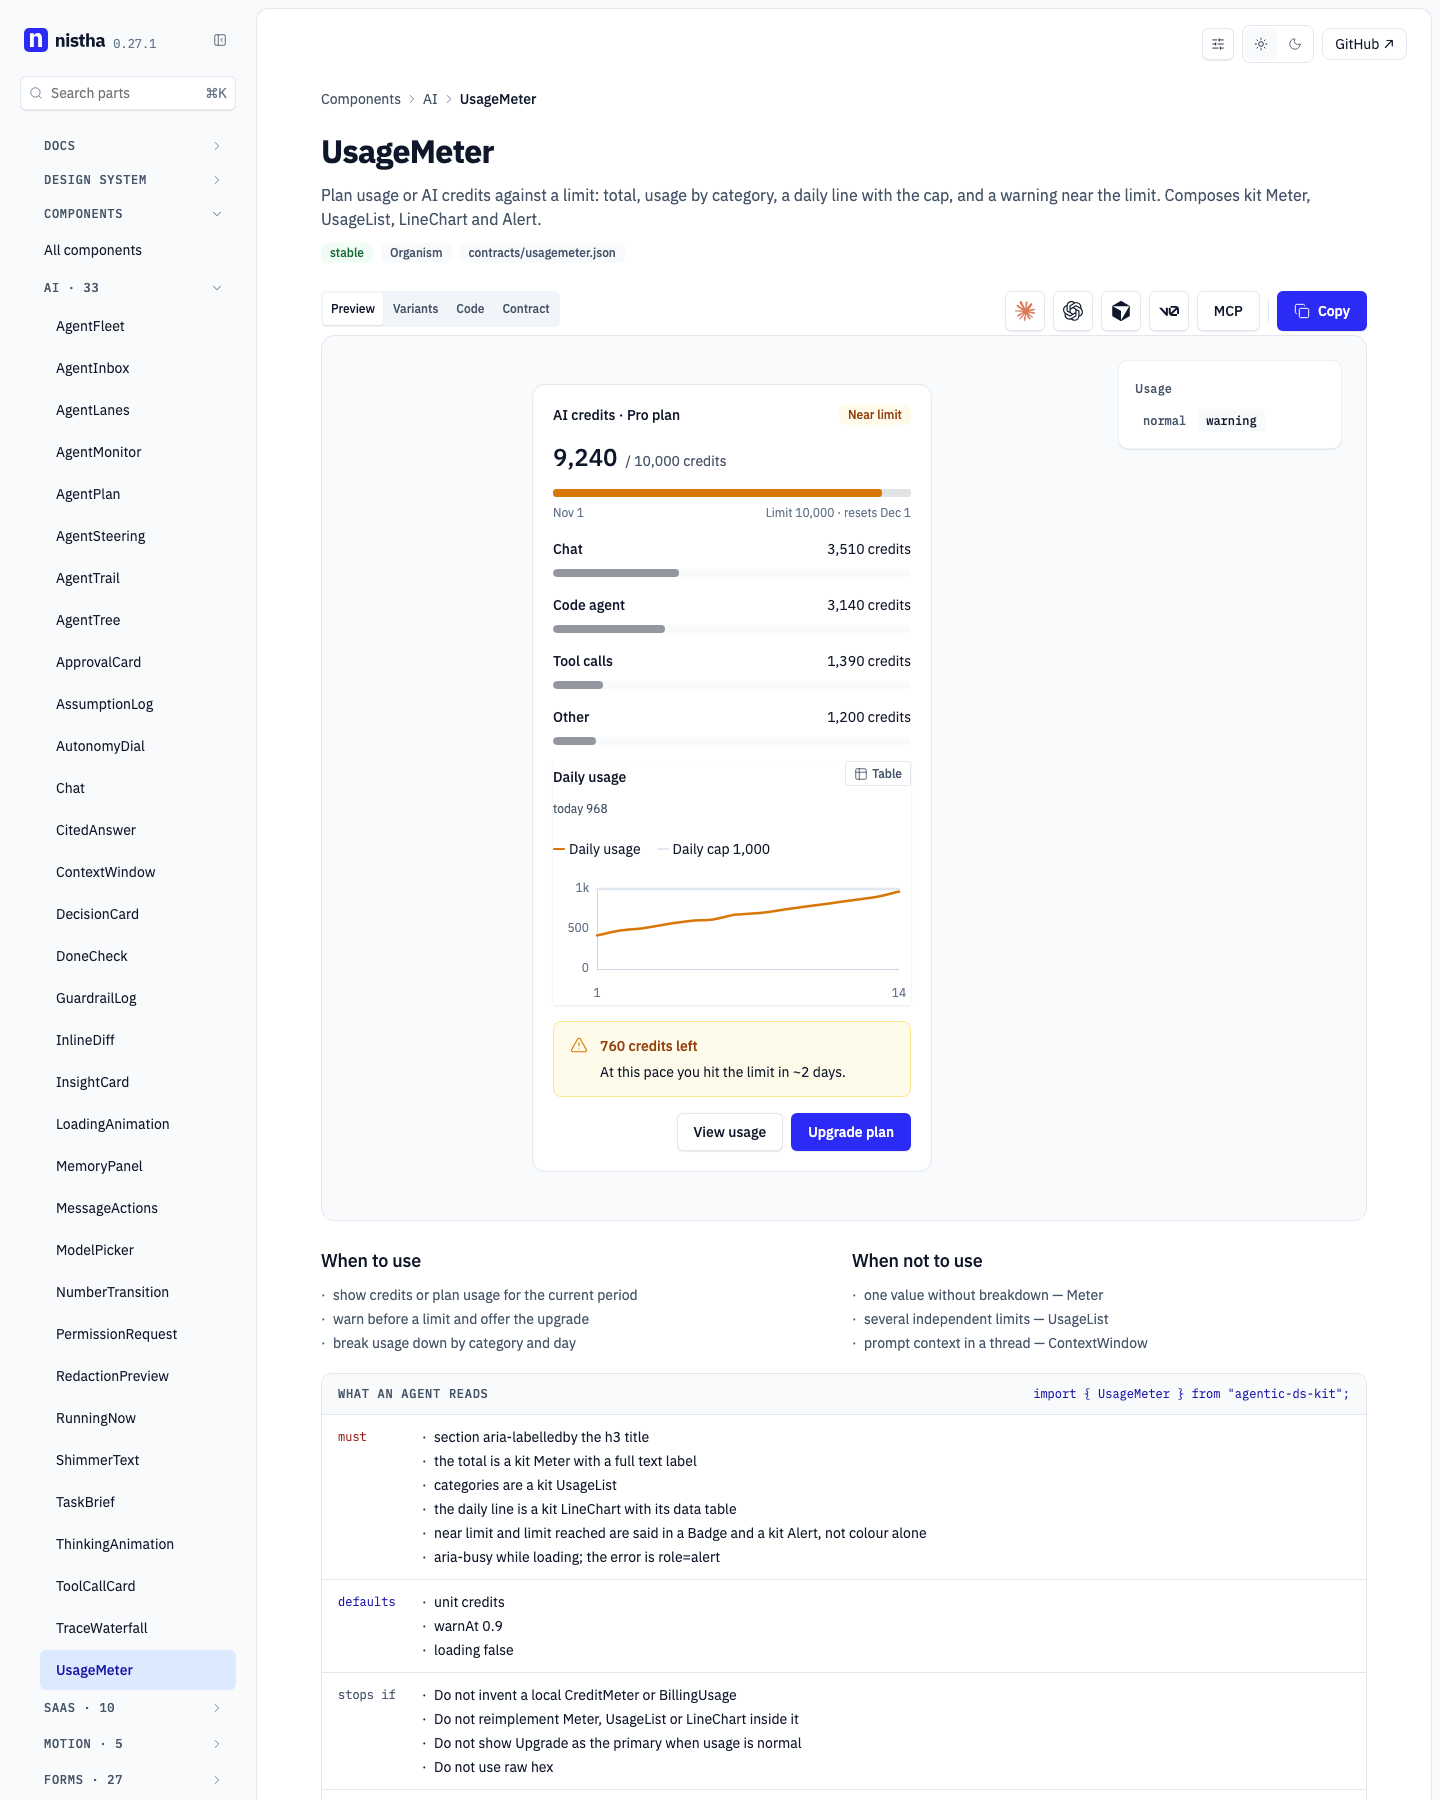 nistha 0.27.1
Search parts ⌘K
DOCS
DESIGN SYSTEM
COMPONENTS
All components
AI · 33
AgentFleet
AgentInbox
AgentLanes
AgentMonitor
AgentPlan
AgentSteering
AgentTrail
AgentTree
ApprovalCard
AssumptionLog
AutonomyDial
Chat
CitedAnswer
ContextWindow
DecisionCard
DoneCheck
GuardrailLog
InlineDiff
InsightCard
LoadingAnimation
MemoryPanel
MessageActions
ModelPicker
NumberTransition
PermissionRequest
RedactionPreview
RunningNow
ShimmerText
TaskBrief
ThinkingAnimation
ToolCallCard
TraceWaterfall
UsageMeter
SAAS · 10
MOTION · 5
FORMS · 27
GitHub ↗
Components > AI > UsageMeter
UsageMeter
Plan usage or AI credits against a limit: total, usage by category, a daily line with the cap, and a warning near the limit. Composes kit Meter,
UsageList, LineChart and Alert.
stable Organism contracts/usagemeter.json
Preview Variants Code Contract
v0 MCP Copy
Usage
normal warning
AI credits · Pro plan Near limit
9,240 / 10,000 credits
Nov 1 Limit 10,000 · resets Dec 1
Chat 3,510 credits
Code agent 3,140 credits
Tool calls 1,390 credits
Other 1,200 credits
Daily usage Table
today 968
Daily usage Daily cap 1,000
1k
500
0
1 14
760 credits left
At this pace you hit the limit in ~2 days.
View usage Upgrade plan
When to use
· show credits or plan usage for the current period
· warn before a limit and offer the upgrade
· break usage down by category and day
When not to use
· one value without breakdown — Meter
· several independent limits — UsageList
· prompt context in a thread — ContextWindow
WHAT AN AGENT READS import { UsageMeter } from "agentic-ds-kit";
must · section aria-labelledby the h3 title
· the total is a kit Meter with a full text label
· categories are a kit UsageList
· the daily line is a kit LineChart with its data table
· near limit and limit reached are said in a Badge and a kit Alert, not colour alone
· aria-busy while loading; the error is role=alert
defaults · unit credits
· warnAt 0.9
· loading false
stops if · Do not invent a local CreditMeter or BillingUsage
· Do not reimplement Meter, UsageList or LineChart inside it
· Do not show Upgrade as the primary when usage is normal
· Do not use raw hex